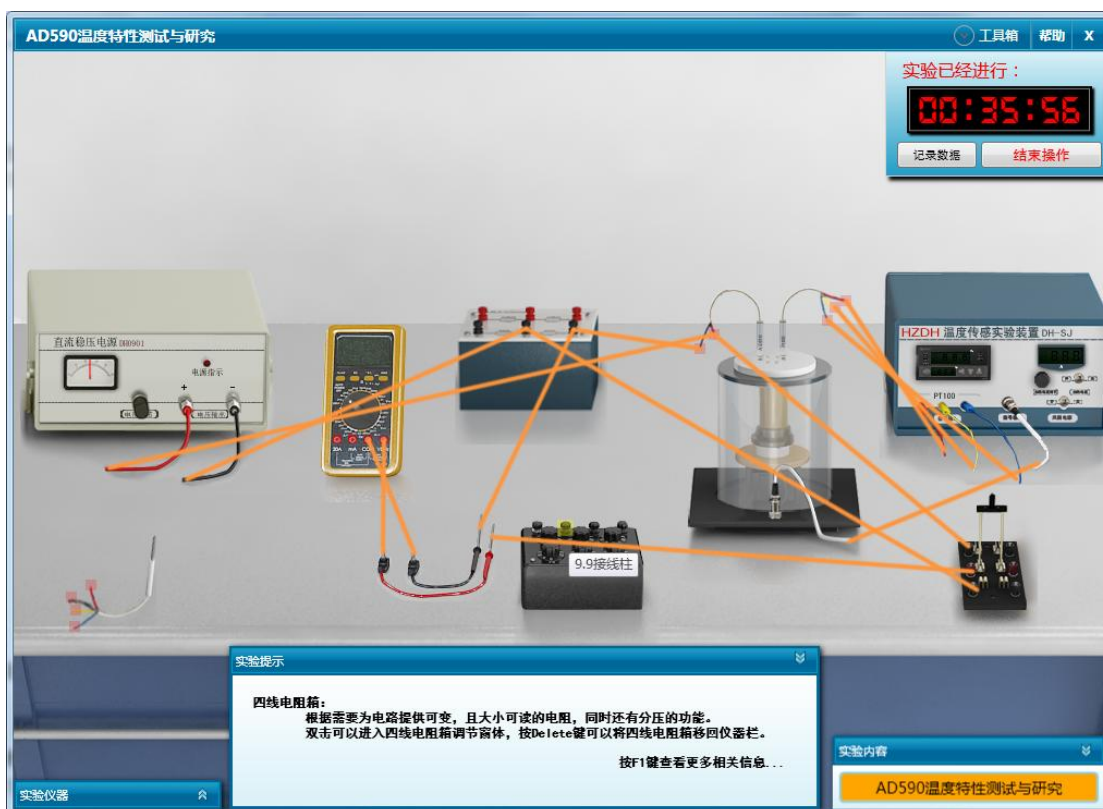 AD590温度特性测试与研究
工具箱 帮助 X
实验已经进行：
00:35:56
记录数据 结束操作
直流稳压电源 DH0901
电源指示
+ -
电压输出
HZDH 温度传感实验装置 DH-SJ
PT100
20A mA COM
9.9接线柱
实验提示
四线电阻箱：
根据需要为电路提供可变，且大小可读的电阻，同时还有分压的功能。
双击可以进入四线电阻箱调节窗体，按Delete键可以将四线电阻箱移回仪器栏。
按F1键查看更多相关信息...
实验内容
AD590温度特性测试与研究
实验仪器